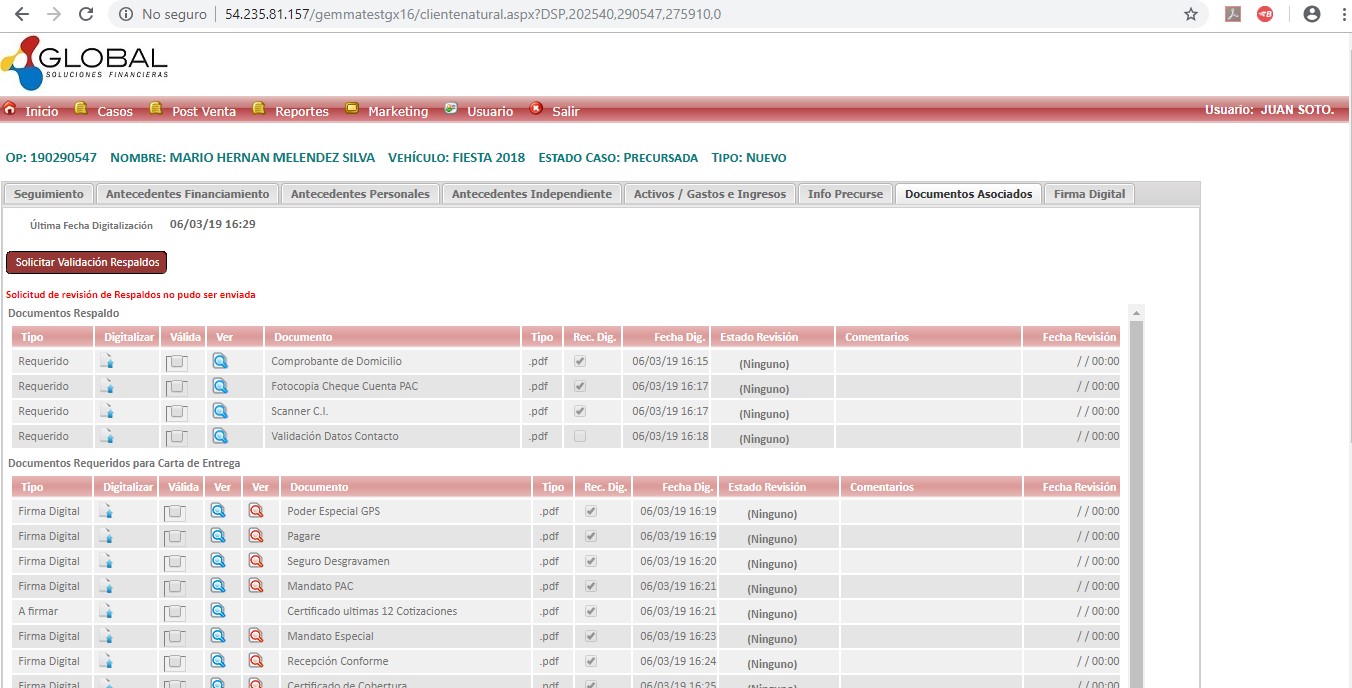 No seguro | 54.235.81.157/gemmatestgx16/clientenatural.aspx?DSP,202540,290547,275910,0
GLOBAL
SOLUCIONES FINANCIERAS
Inicio Casos Post Venta Reportes Marketing Usuario Salir Usuario: JUAN SOTO.
OP: 190290547 NOMBRE: MARIO HERNAN MELENDEZ SILVA VEHÍCULO: FIESTA 2018 ESTADO CASO: PRECURSADA TIPO: NUEVO
Seguimiento Antecedentes Financiamiento Antecedentes Personales Antecedentes Independiente Activos / Gastos e Ingresos Info Precurse Documentos Asociados Firma Digital
Última Fecha Digitalización 06/03/19 16:29
Solicitar Validación Respaldos
Solicitud de revisión de Respaldos no pudo ser enviada
Documentos Respaldo
Tipo Digitalizar Válida Ver Documento Tipo Rec. Dig. Fecha Dig. Estado Revisión Comentarios Fecha Revisión
Requerido Comprobante de Domicilio .pdf 06/03/19 16:15 (Ninguno) / / 00:00
Requerido Fotocopia Cheque Cuenta PAC .pdf 06/03/19 16:17 (Ninguno) / / 00:00
Requerido Scanner C.I. .pdf 06/03/19 16:17 (Ninguno) / / 00:00
Requerido Validación Datos Contacto .pdf 06/03/19 16:18 (Ninguno) / / 00:00
Documentos Requeridos para Carta de Entrega
Tipo Digitalizar Válida Ver Ver Documento Tipo Rec. Dig. Fecha Dig. Estado Revisión Comentarios Fecha Revisión
Firma Digital Poder Especial GPS .pdf 06/03/19 16:19 (Ninguno) / / 00:00
Firma Digital Pagare .pdf 06/03/19 16:19 (Ninguno) / / 00:00
Firma Digital Seguro Desgravamen .pdf 06/03/19 16:20 (Ninguno) / / 00:00
Firma Digital Mandato PAC .pdf 06/03/19 16:21 (Ninguno) / / 00:00
A firmar Certificado ultimas 12 Cotizaciones .pdf 06/03/19 16:21 (Ninguno) / / 00:00
Firma Digital Mandato Especial .pdf 06/03/19 16:23 (Ninguno) / / 00:00
Firma Digital Recepción Conforme .pdf 06/03/19 16:24 (Ninguno) / / 00:00
Firma Digital Certificado de Cobertura .pdf 06/03/19 16:25 (Ninguno) / / 00:00